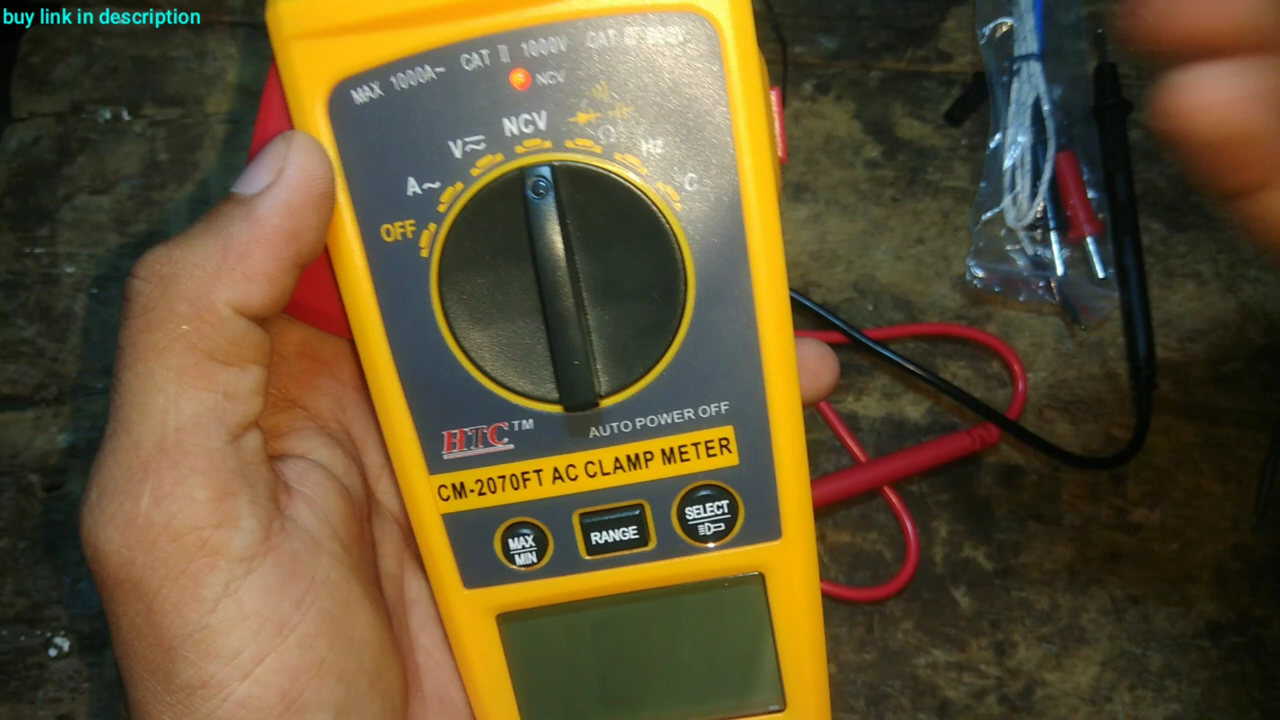 buy link in description
MAX 1000A~ CAT II 1000V CAT
NCV
NCV
V
Ω
Hz
A~
C
OFF
HTC™
AUTO POWER OFF
CM-2070FT AC CLAMP METER
MAX
MIN
RANGE
SELECT